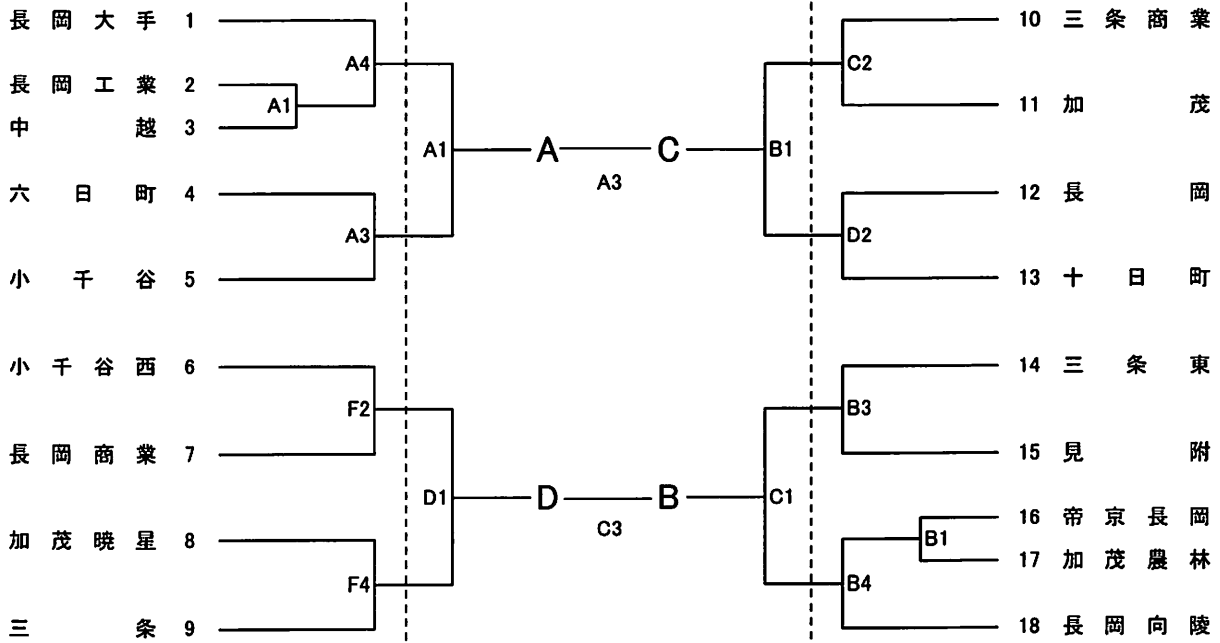 長岡大手 1
A4
長岡工業 2
A1
中越 3
A1
六日町 4
A3
小千谷 5
小千谷西 6
F2
長岡商業 7
D1
加茂暁星 8
F4
三条 9
A C
A3
D B
C3
10 三条商業
C2
11 加茂
B1
12 長岡
D2
13 十日町
14 三条東
B3
15 見附
C1
16 帝京長岡
B1
17 加茂農林
B4
18 長岡向陵